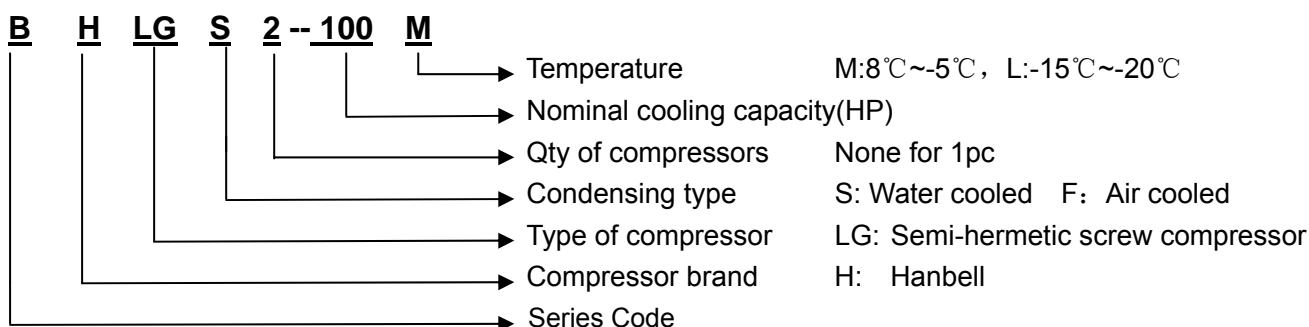 B H LG S 2 -- 100 M
Temperature M:8℃~-5℃, L:-15℃~-20℃
Nominal cooling capacity(HP)
Qty of compressors None for 1pc
Condensing type S: Water cooled F: Air cooled
Type of compressor LG: Semi-hermetic screw compressor
Compressor brand H: Hanbell
Series Code